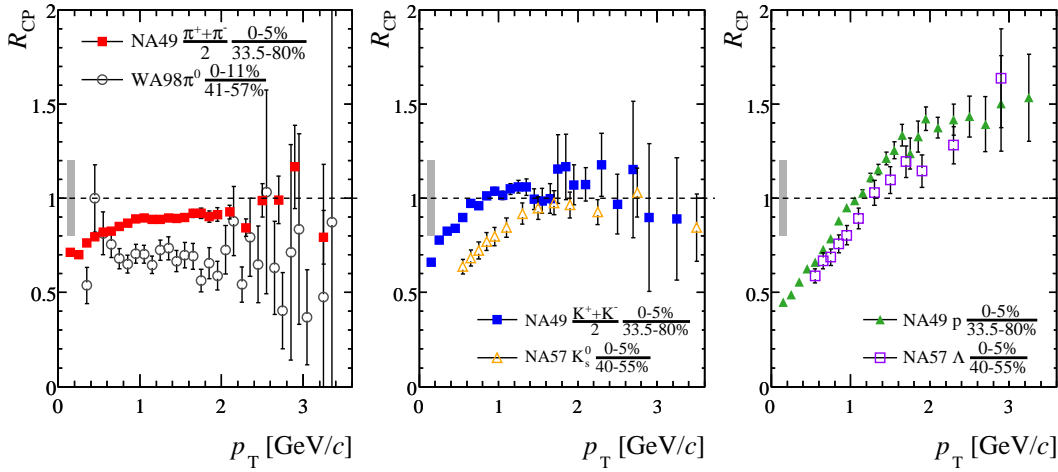 R_CP
2
1.5
1
0.5
0
NA49 π⁺+π⁻/2 0-5%/33.5-80%
WA98π⁰ 0-11%/41-57%
0 1 2 3
p_T [GeV/c]
R_CP
2
1.5
1
0.5
0
NA49 K⁺+K⁻/2 0-5%/33.5-80%
NA57 K⁰_s 0-5%/40-55%
0 1 2 3
p_T [GeV/c]
R_CP
2
1.5
1
0.5
0
NA49 p 0-5%/33.5-80%
NA57 Λ 0-5%/40-55%
0 1 2 3
p_T [GeV/c]